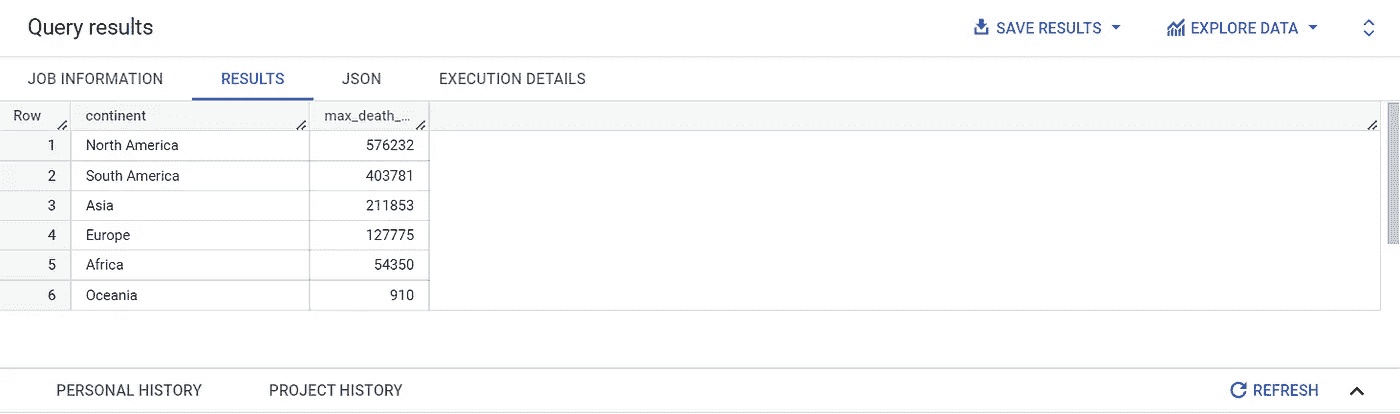 Query results SAVE RESULTS EXPLORE DATA
JOB INFORMATION RESULTS JSON EXECUTION DETAILS
Row continent max_death_...
1 North America 576232
2 South America 403781
3 Asia 211853
4 Europe 127775
5 Africa 54350
6 Oceania 910
PERSONAL HISTORY PROJECT HISTORY REFRESH